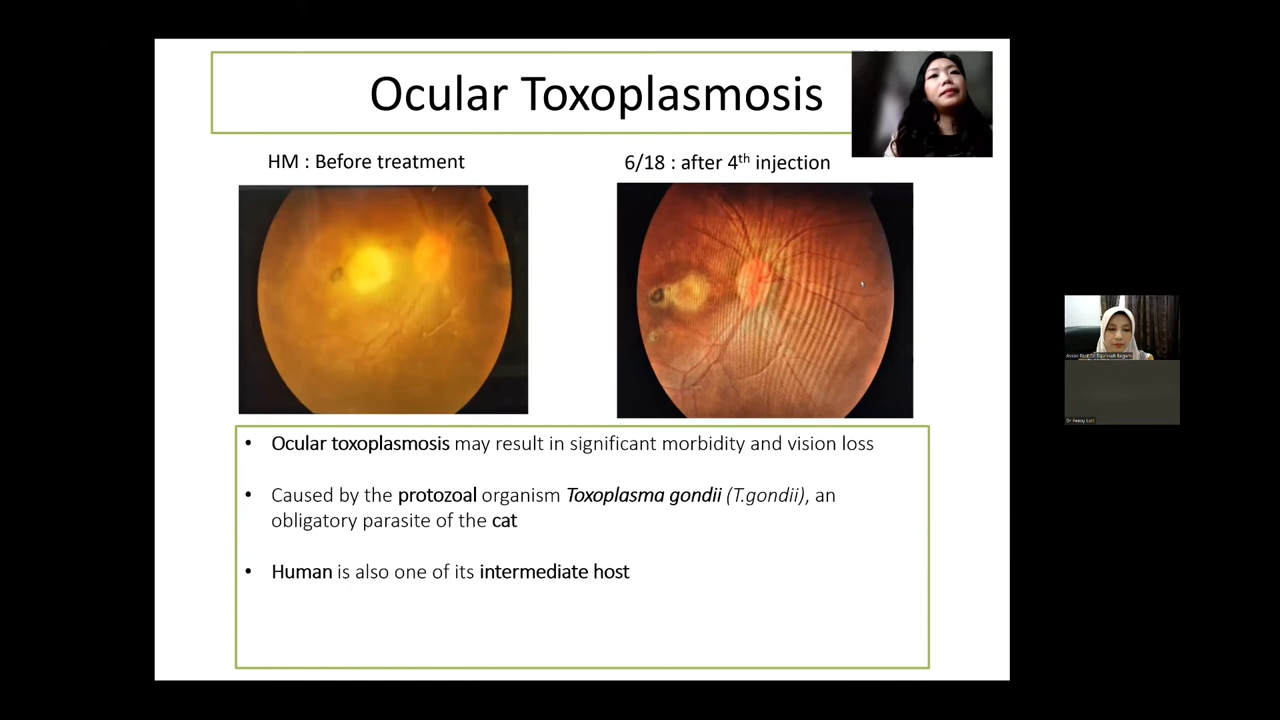 Ocular Toxoplasmosis
HM : Before treatment
6/18 : after 4th injection
• Ocular toxoplasmosis may result in significant morbidity and vision loss
• Caused by the protozoal organism Toxoplasma gondii (T.gondii), an
obligatory parasite of the cat
• Human is also one of its intermediate host